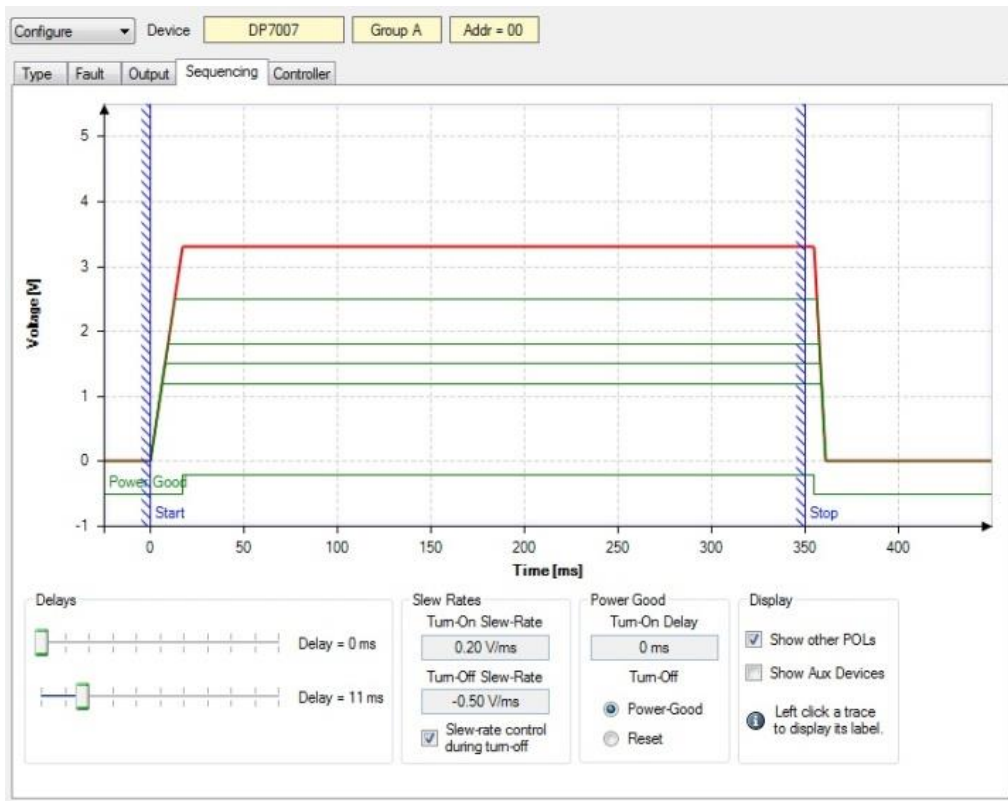 Configure Device DP7007 Group A Addr = 00
Type Fault Output Sequencing Controller
5
4
3
2
1
0
-1
Voltage [V]
Power Good
Start
Stop
0 50 100 150 200 250 300 350 400
Time [ms]
Delays
Delay = 0 ms
Delay = 11 ms
Slew Rates
Turn-On Slew-Rate
0.20 V/ms
Turn-Off Slew-Rate
-0.50 V/ms
Slew-rate control
during turn-off
Power Good
Turn-On Delay
0 ms
Turn-Off
Power-Good
Reset
Display
Show other POLs
Show Aux Devices
Left click a trace
to display its label.